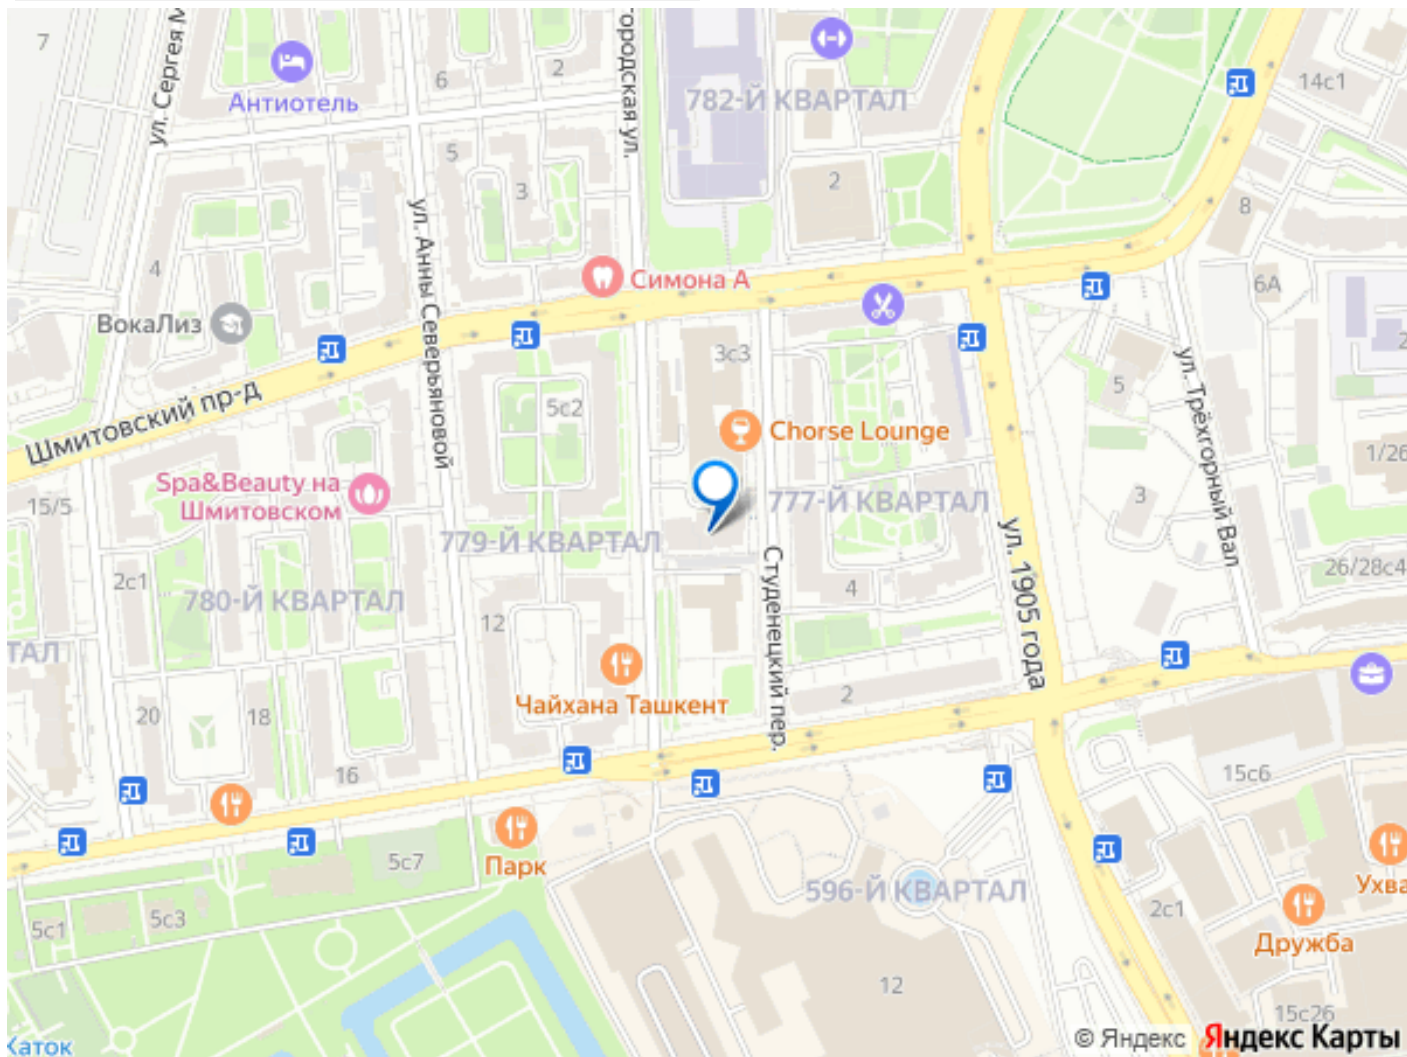 7
ул. Сергея М
Антиотель
6
2
городская ул.
782-Й КВАРТАЛ
14с1
5
3
2
8
4
ул. Анны Северьяновой
Симона А
6А
ВокаЛиз
3с3
2
5
ул. Трёхгорный Вал
Шмитовский пр-д
5с2
Chorse Lounge
1/26
15/5
Spa&Beauty на
Шмитовском
777-Й КВАРТАЛ
3
779-Й КВАРТАЛ
ул. 1905 года
2с1
780-Й КВАРТАЛ
Студенецкий пер.
4
26/28с4
12
ТАЛ
Чайхана Ташкент
2
20
18
16
15с6
5с7
Парк
596-Й КВАРТАЛ
Ухва
5с1
5с3
2с1
Дружба
12
15с26
Каток
© Яндекс Яндекс Карты